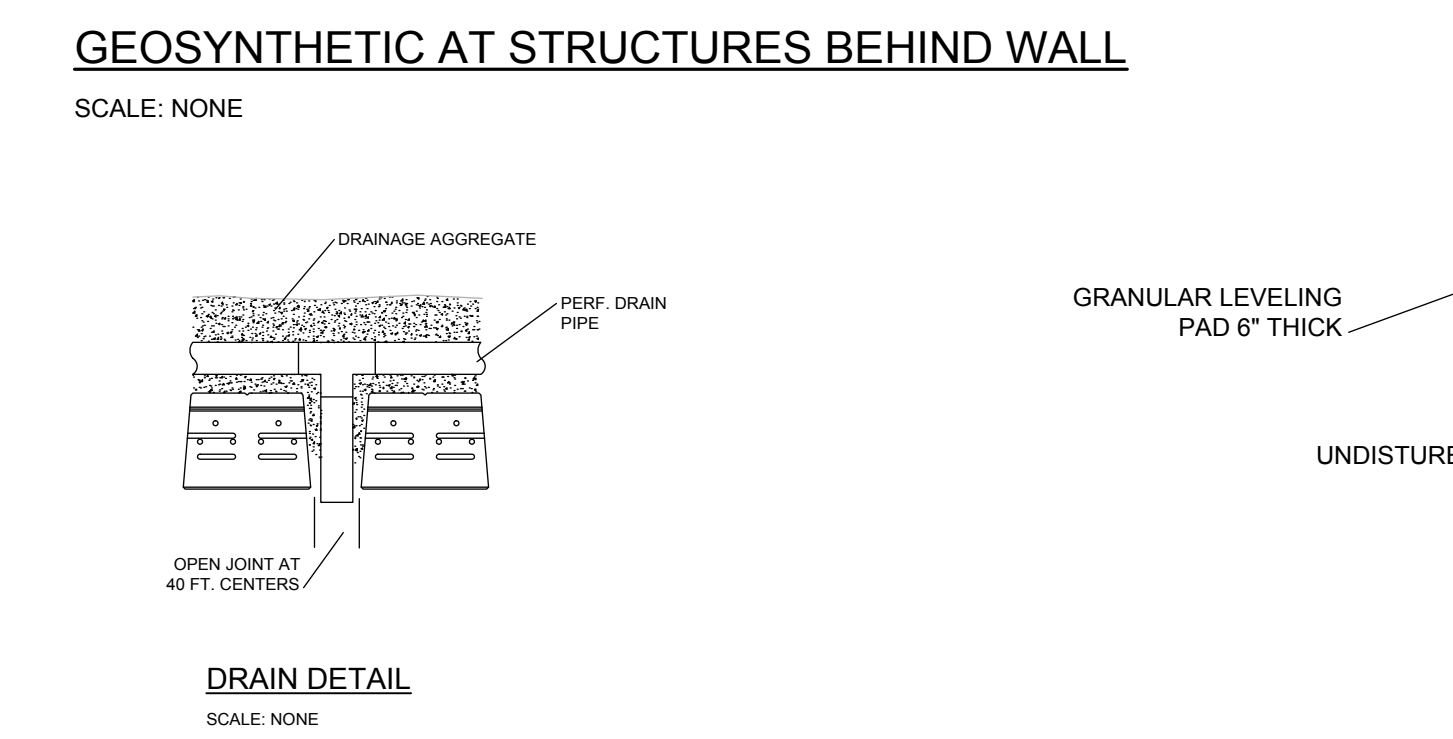 GEOSYNTHETIC AT STRUCTURES BEHIND WALL
SCALE: NONE
DRAINAGE AGGREGATE
PERF. DRAIN
PIPE
OPEN JOINT AT
40 FT. CENTERS
DRAIN DETAIL
SCALE: NONE
GRANULAR LEVELING
PAD 6" THICK